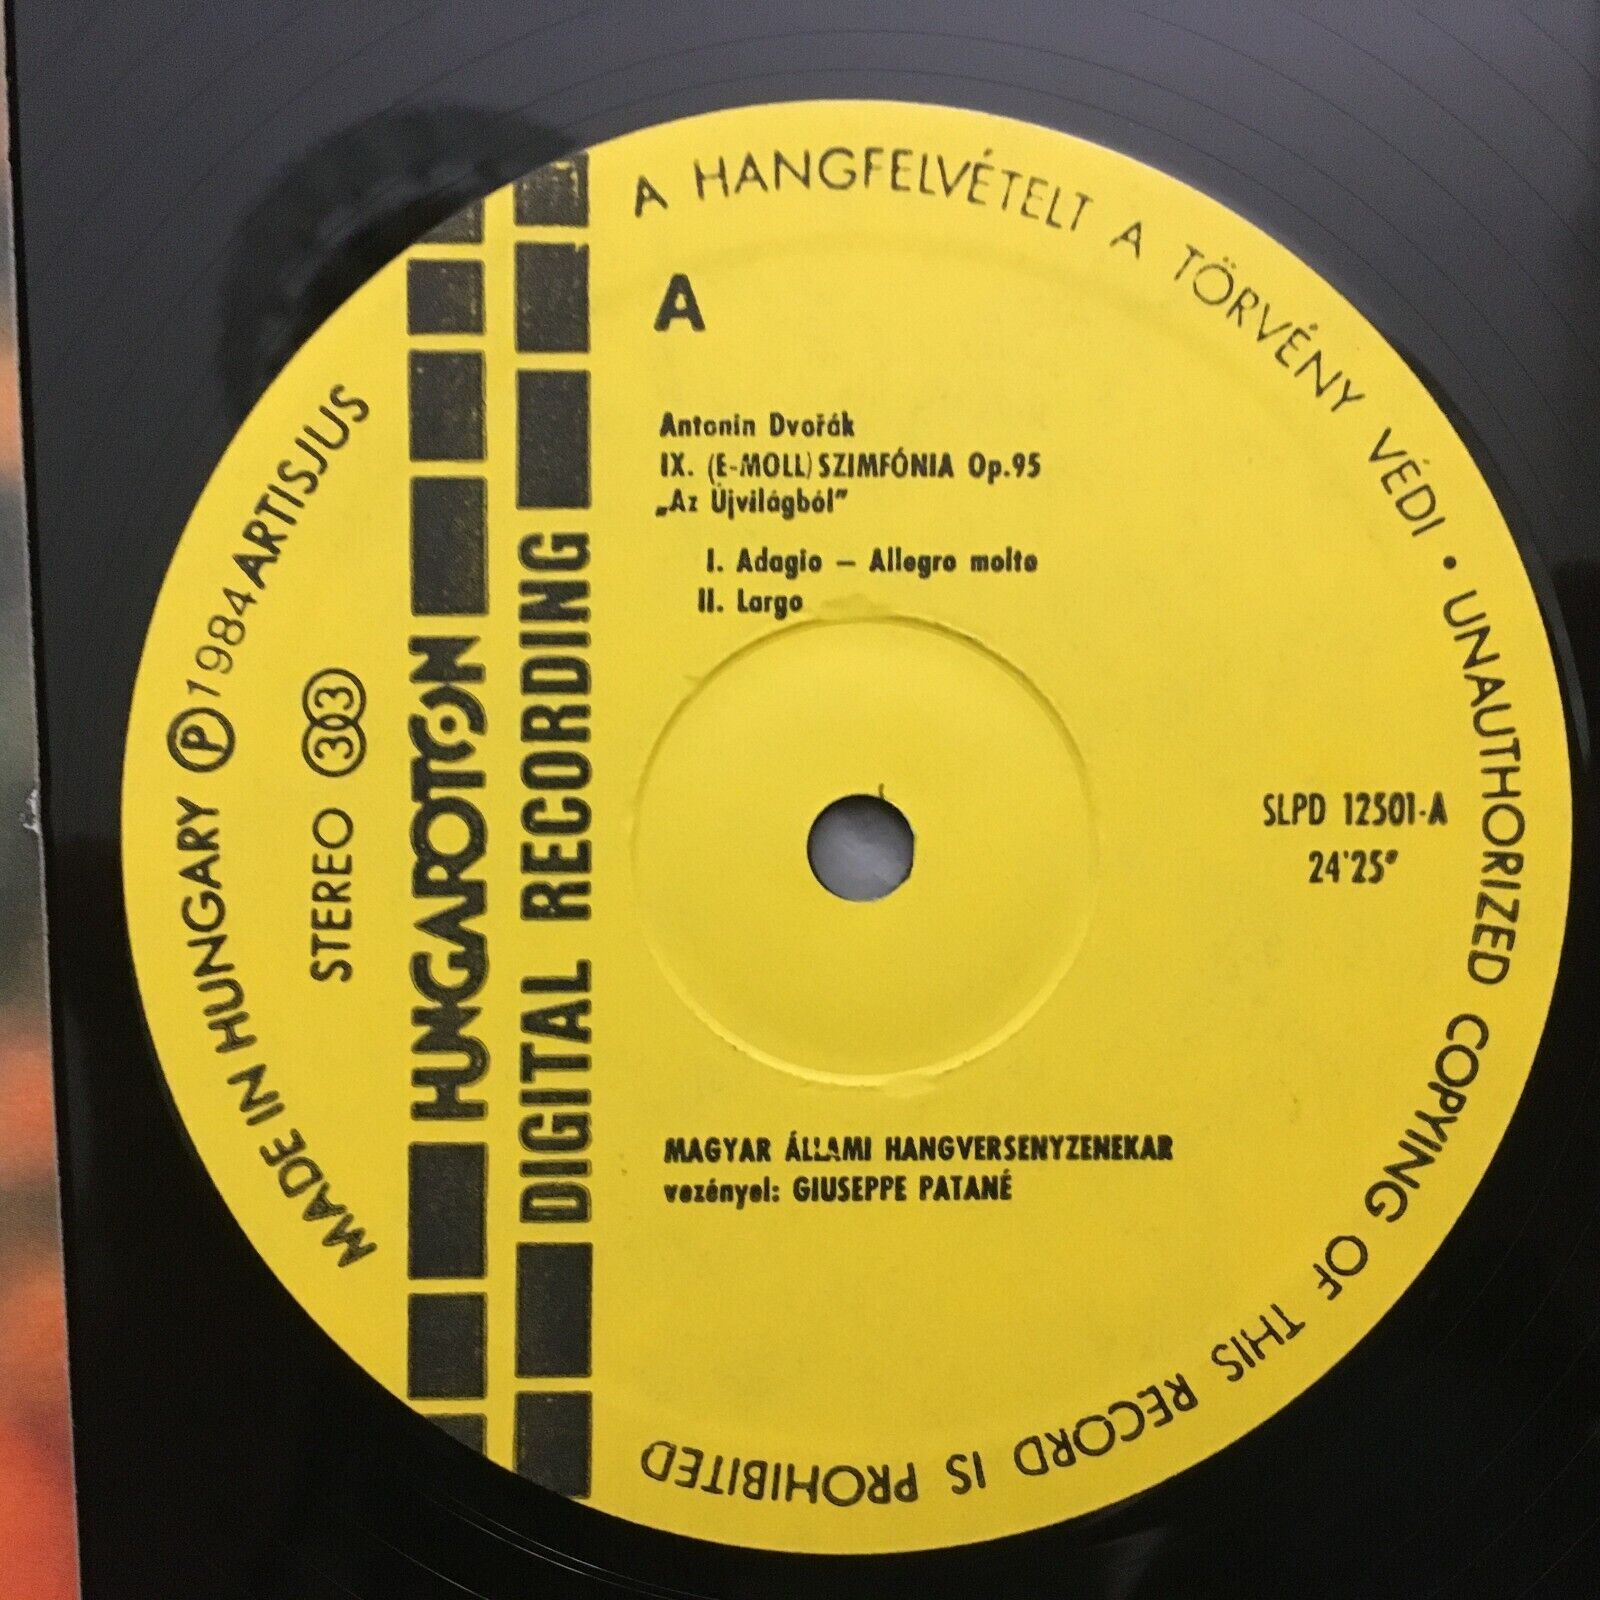 A HANGFELVÉTELT A TÖRVÉNY VÉDI • UNAUTHORIZED COPYING OF THIS RECORD IS PROHIBITED
MADE IN HUNGARY Ⓟ 1984 ARTISJUS
STEREO 33
HUNGAROTON
DIGITAL RECORDING
A
Antonin Dvořák
IX. (E-MOLL) SZIMFÓNIA Op.95
„Az Újvilágból”
I. Adagio – Allegro molto
II. Largo
SLPD 12501-A
24'25"
MAGYAR ÁLLAMI HANGVERSENYZENEKAR
vezényel: GIUSEPPE PATANÉ